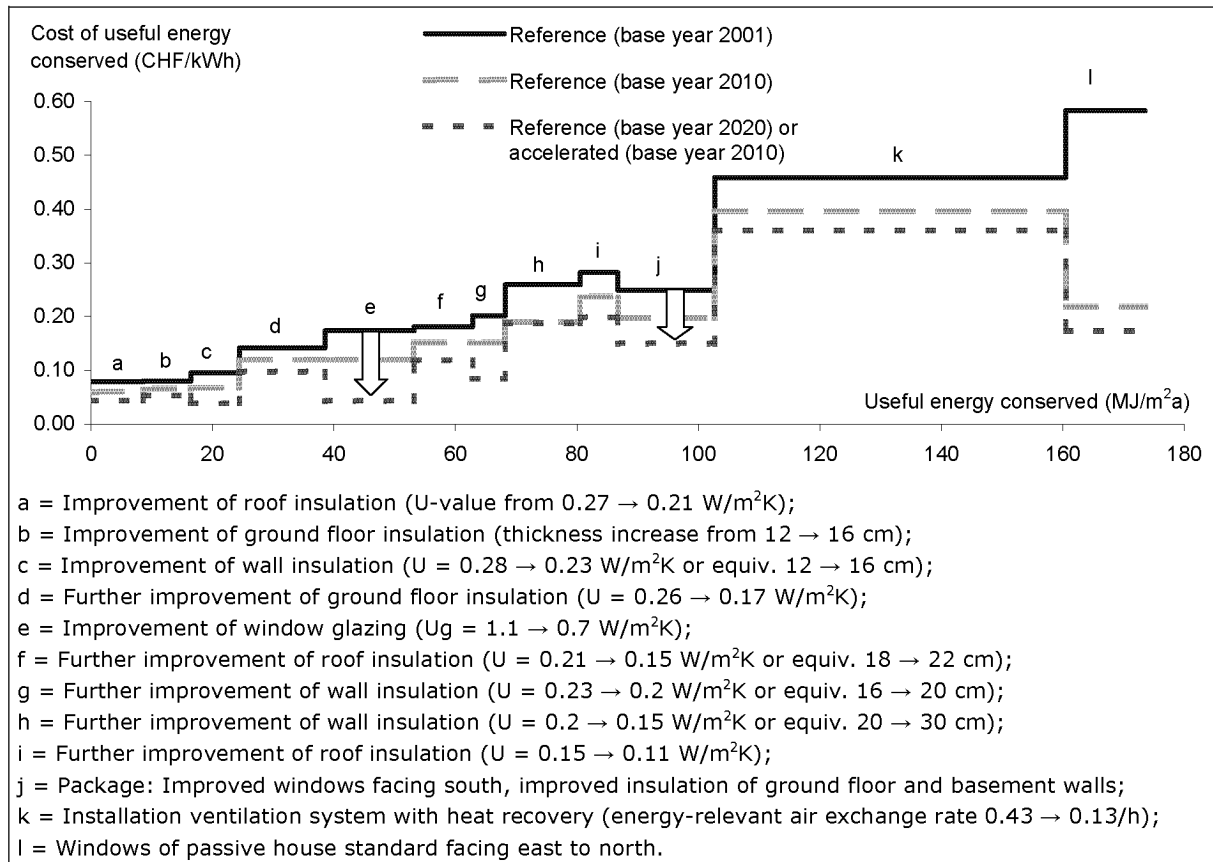 Cost of useful energy
conserved (CHF/kWh)
Reference (base year 2001)
Reference (base year 2010)
Reference (base year 2020) or
accelerated (base year 2010)
0.60
0.50
0.40
0.30
0.20
0.10
0.00
a
b
c
d
e
f
g
h
i
j
k
l
Useful energy conserved (MJ/m²a)
0 20 40 60 80 100 120 140 160 180
a = Improvement of roof insulation (U-value from 0.27 → 0.21 W/m²K);
b = Improvement of ground floor insulation (thickness increase from 12 → 16 cm);
c = Improvement of wall insulation (U = 0.28 → 0.23 W/m²K or equiv. 12 → 16 cm);
d = Further improvement of ground floor insulation (U = 0.26 → 0.17 W/m²K);
e = Improvement of window glazing (Ug = 1.1 → 0.7 W/m²K);
f = Further improvement of roof insulation (U = 0.21 → 0.15 W/m²K or equiv. 18 → 22 cm);
g = Further improvement of wall insulation (U = 0.23 → 0.2 W/m²K or equiv. 16 → 20 cm);
h = Further improvement of wall insulation (U = 0.2 → 0.15 W/m²K or equiv. 20 → 30 cm);
i = Further improvement of roof insulation (U = 0.15 → 0.11 W/m²K);
j = Package: Improved windows facing south, improved insulation of ground floor and basement walls;
k = Installation ventilation system with heat recovery (energy-relevant air exchange rate 0.43 → 0.13/h);
l = Windows of passive house standard facing east to north.